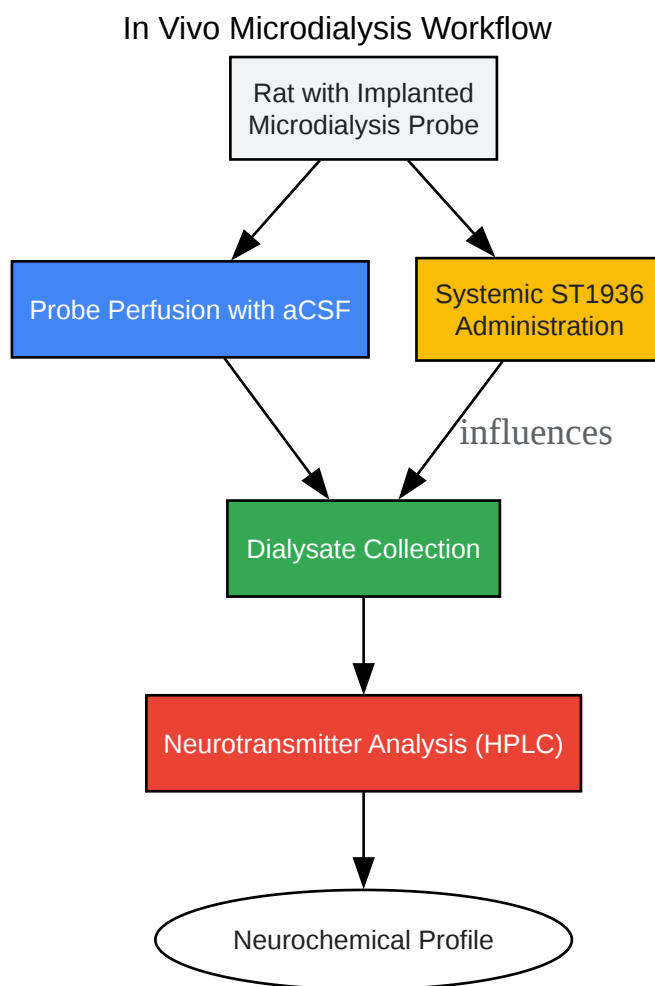 In Vivo Microdialysis Workflow
Rat with Implanted
Microdialysis Probe
Probe Perfusion with aCSF
Systemic ST1936
Administration
influences
Dialysate Collection
Neurotransmitter Analysis (HPLC)
Neurochemical Profile